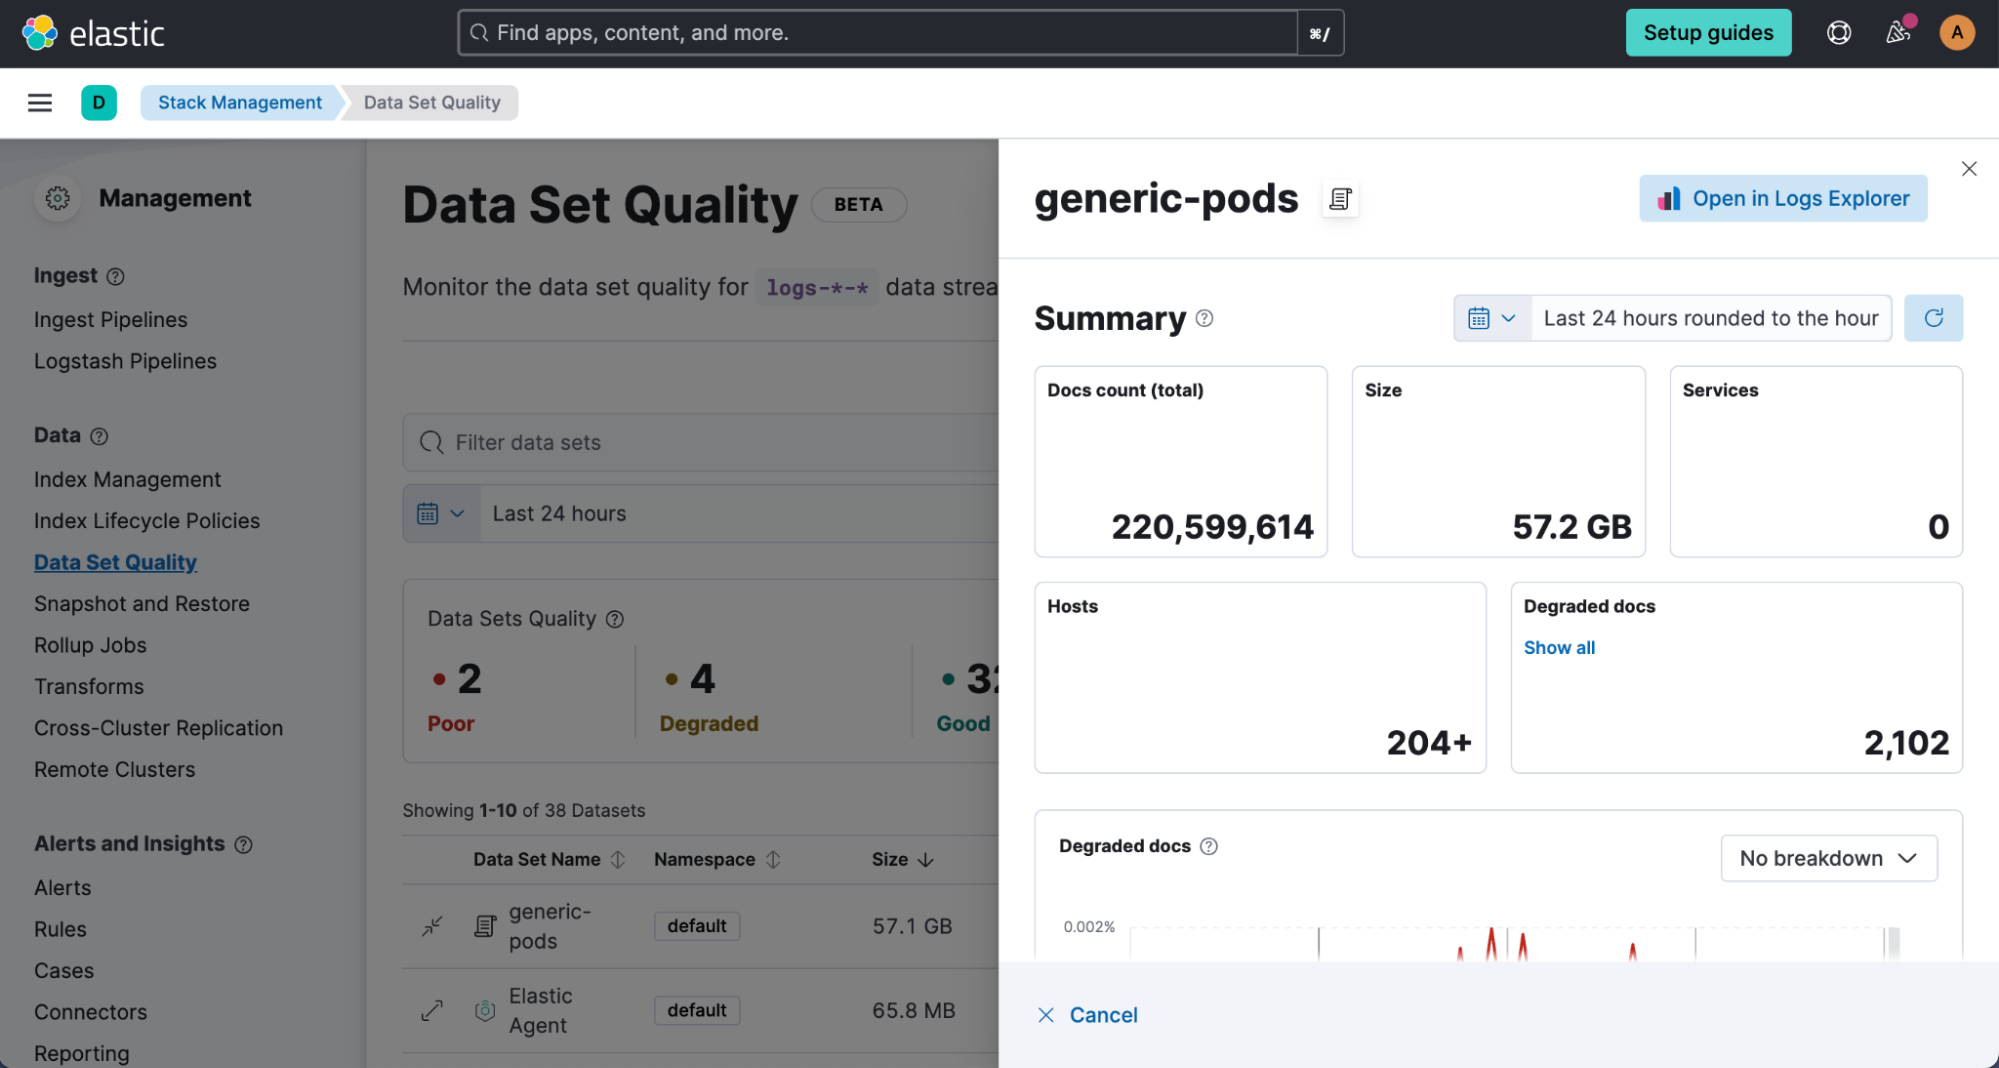 elastic
Find apps, content, and more.
⌘/
Setup guides
A
D
Stack Management
Data Set Quality
Management
Ingest
Ingest Pipelines
Logstash Pipelines
Data
Index Management
Index Lifecycle Policies
Data Set Quality
Snapshot and Restore
Rollup Jobs
Transforms
Cross-Cluster Replication
Remote Clusters
Alerts and Insights
Alerts
Rules
Cases
Connectors
Reporting
Data Set Quality BETA
Monitor the data set quality for logs-*-* data strea
Filter data sets
Last 24 hours
Data Sets Quality
2
Poor
4
Degraded
32
Good
Showing 1-10 of 38 Datasets
Data Set Name Namespace Size
generic-
pods
default
57.1 GB
Elastic
Agent
default
65.8 MB
generic-pods
Open in Logs Explorer
Summary
Last 24 hours rounded to the hour
Docs count (total)
220,599,614
Size
57.2 GB
Services
0
Hosts
204+
Degraded docs
Show all
2,102
Degraded docs
No breakdown
0.002%
Cancel